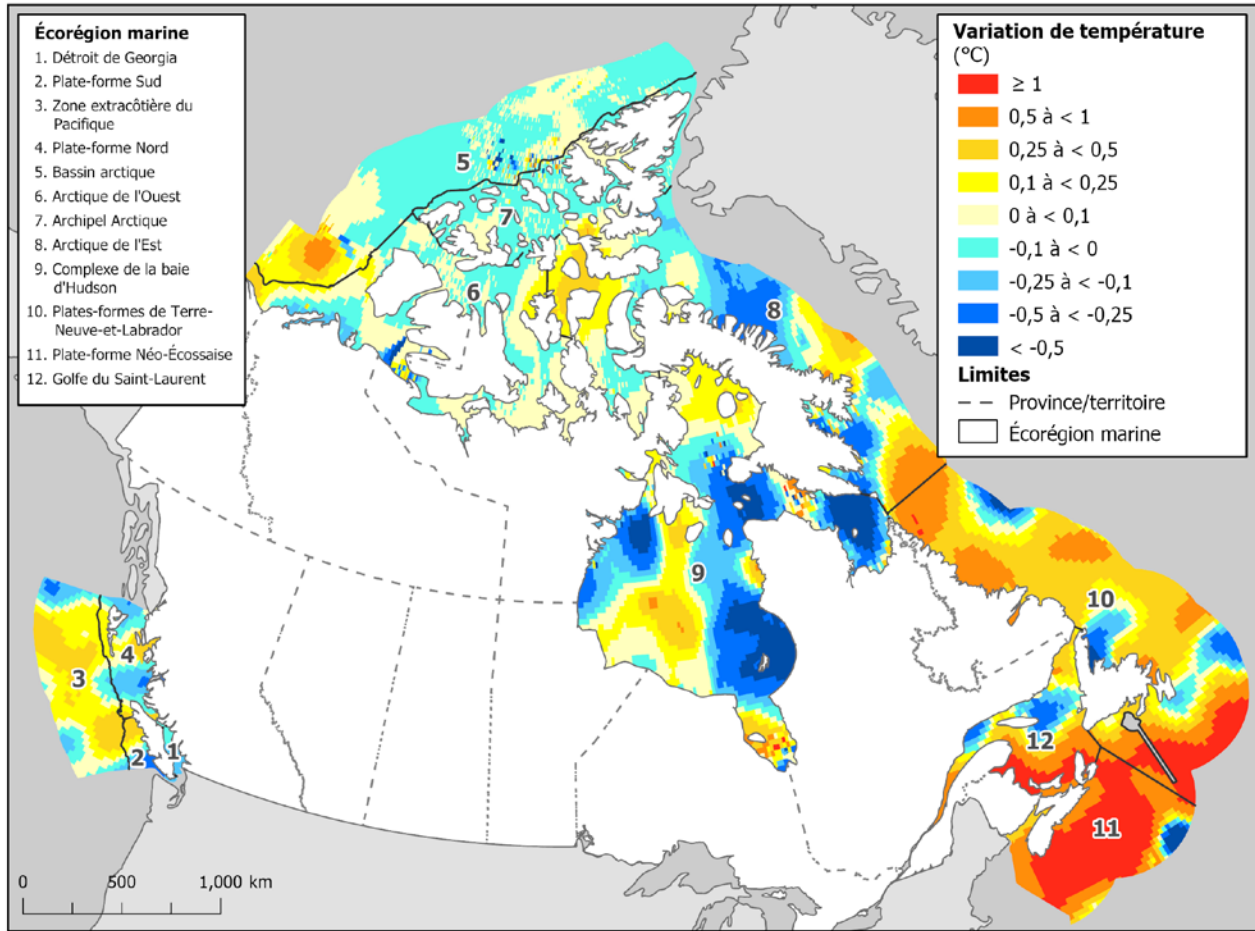 Écorégion marine
1. Détroit de Georgia
2. Plate-forme Sud
3. Zone extracôtière du
Pacifique
4. Plate-forme Nord
5. Bassin arctique
6. Arctique de l'Ouest
7. Archipel Arctique
8. Arctique de l'Est
9. Complexe de la baie
d'Hudson
10. Plates-formes de Terre-
Neuve-et-Labrador
11. Plate-forme Néo-Écossaise
12. Golfe du Saint-Laurent
Variation de température
(°C)
≥ 1
0,5 à < 1
0,25 à < 0,5
0,1 à < 0,25
0 à < 0,1
-0,1 à < 0
-0,25 à < -0,1
-0,5 à < -0,25
< -0,5
Limites
Province/territoire
Écorégion marine
5
7
6
8
9
10
4
3
2
1
12
11
0 500 1,000 km